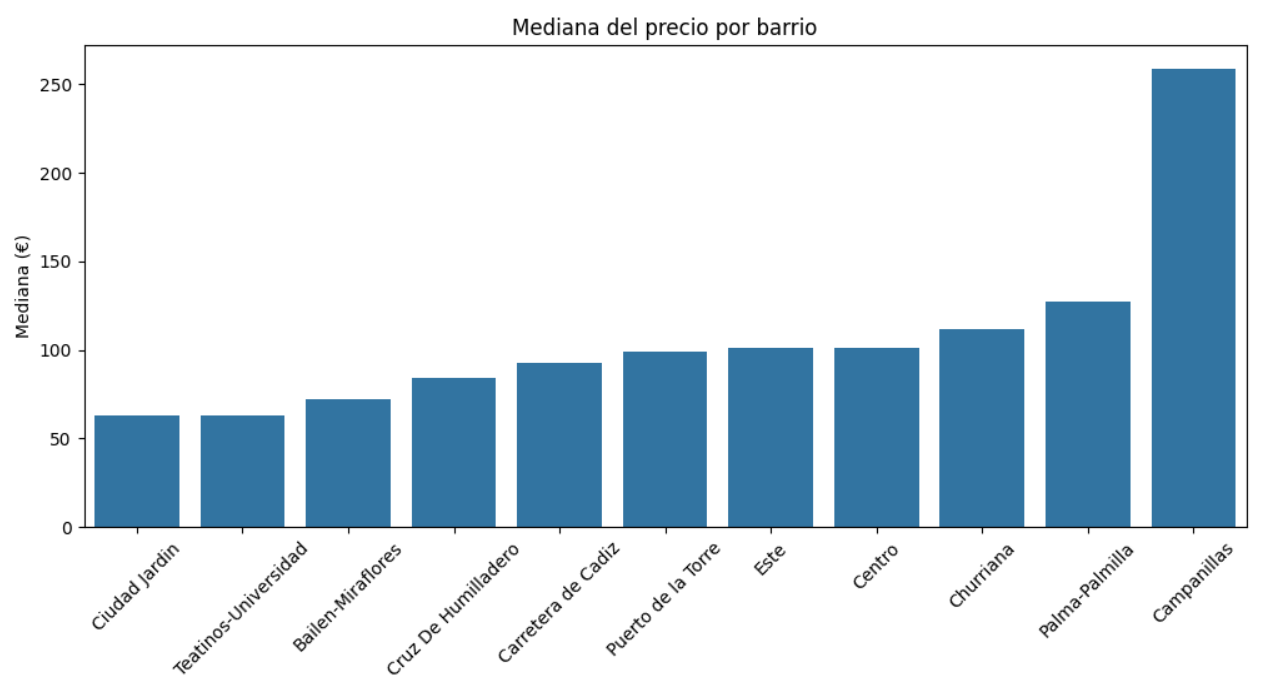 Mediana del precio por barrio
Mediana (€)
250
200
150
100
50
0
Ciudad Jardin
Teatinos-Universidad
Bailen-Miraflores
Cruz De Humilladero
Carretera de Cadiz
Puerto de la Torre
Este
Centro
Churriana
Palma-Palmilla
Campanillas